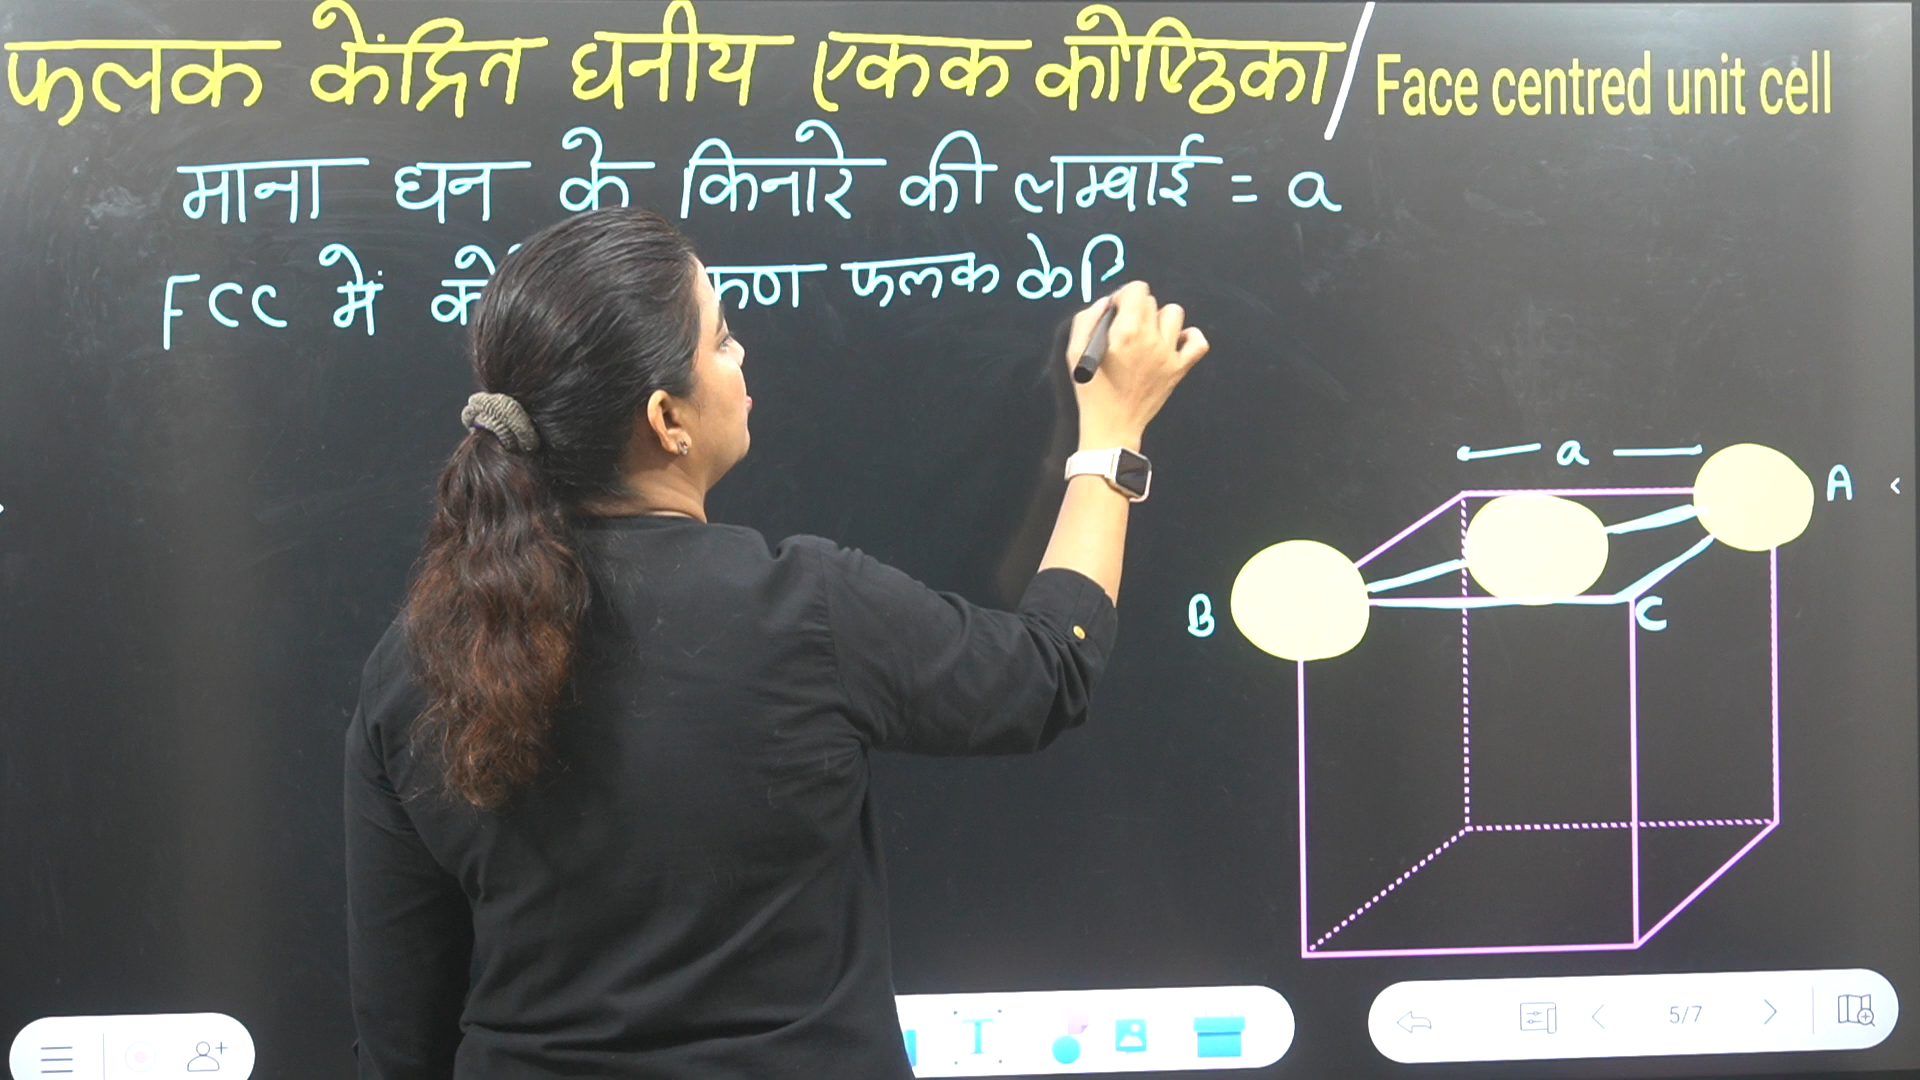 फलक केंद्रित घनीय एकक कोष्ठिका / Face centred unit cell
माना घन के किनारे की लम्बाई = a
FCC में कण फलक
a
A
B
C
5/7